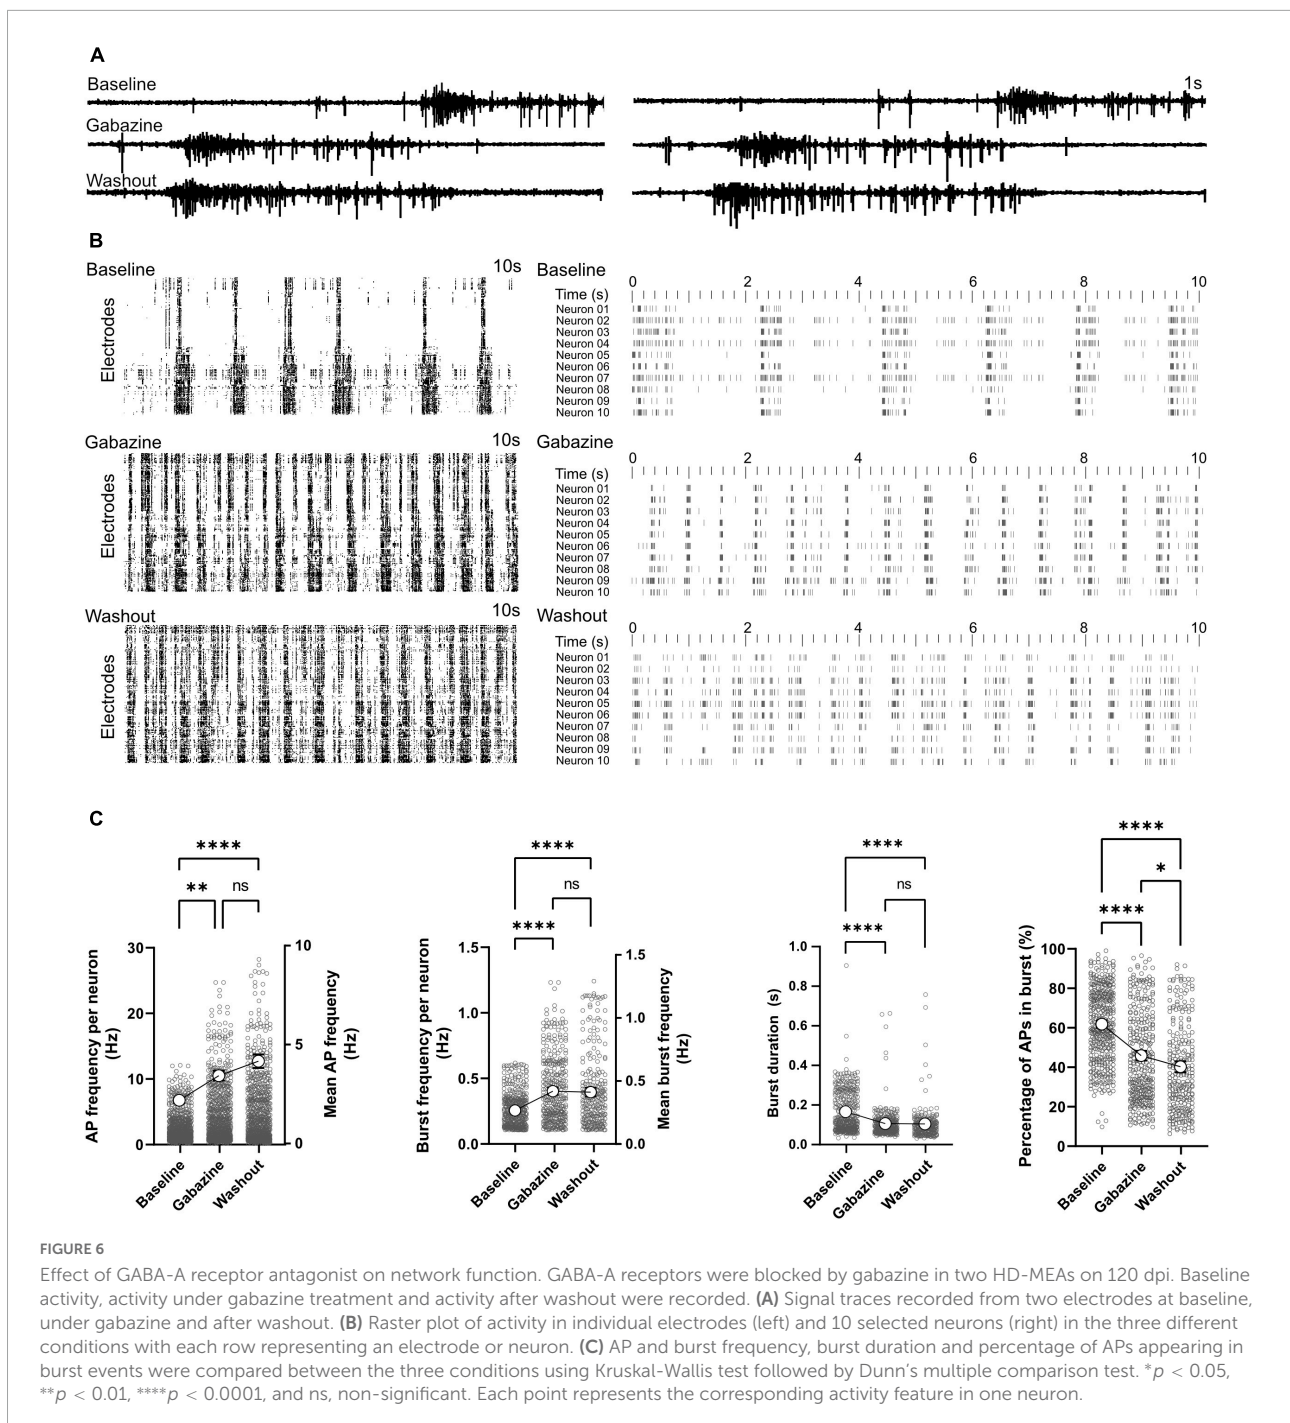 A
Baseline
1s
Gabazine
Washout
B
Baseline
10s
Electrodes
Baseline
0 2 4 6 8 10
Time (s)
Neuron 01
Neuron 02
Neuron 03
Neuron 04
Neuron 05
Neuron 06
Neuron 07
Neuron 08
Neuron 09
Neuron 10
Gabazine
10s
Electrodes
Gabazine
0 2 4 6 8 10
Time (s)
Neuron 01
Neuron 02
Neuron 03
Neuron 04
Neuron 05
Neuron 06
Neuron 07
Neuron 08
Neuron 09
Neuron 10
Washout
10s
Electrodes
Washout
0 2 4 6 8 10
Time (s)
Neuron 01
Neuron 02
Neuron 03
Neuron 04
Neuron 05
Neuron 06
Neuron 07
Neuron 08
Neuron 09
Neuron 10
C
****
** ns
AP frequency per neuron
(Hz)
30
20
10
0
10
5
0
Mean AP frequency
(Hz)
Baseline
Gabazine
Washout
****
ns
****
Burst frequency per neuron
(Hz)
1.5
1.0
0.5
0.0
1.5
1.0
0.5
0.0
Mean burst frequency
(Hz)
Baseline
Gabazine
Washout
****
ns
****
Burst duration (s)
1.0
0.8
0.6
0.4
0.2
0.0
Baseline
Gabazine
Washout
****
*
****
Percentage of APs in burst (%)
100
80
60
40
20
0
Baseline
Gabazine
Washout
FIGURE 6
Effect of GABA-A receptor antagonist on network function. GABA-A receptors were blocked by gabazine in two HD-MEAs on 120 dpi. Baseline
activity, activity under gabazine treatment and activity after washout were recorded. (A) Signal traces recorded from two electrodes at baseline,
under gabazine and after washout. (B) Raster plot of activity in individual electrodes (left) and 10 selected neurons (right) in the three different
conditions with each row representing an electrode or neuron. (C) AP and burst frequency, burst duration and percentage of APs appearing in
burst events were compared between the three conditions using Kruskal-Wallis test followed by Dunn's multiple comparison test. *p < 0.05,
**p < 0.01, ****p < 0.0001, and ns, non-significant. Each point represents the corresponding activity feature in one neuron.